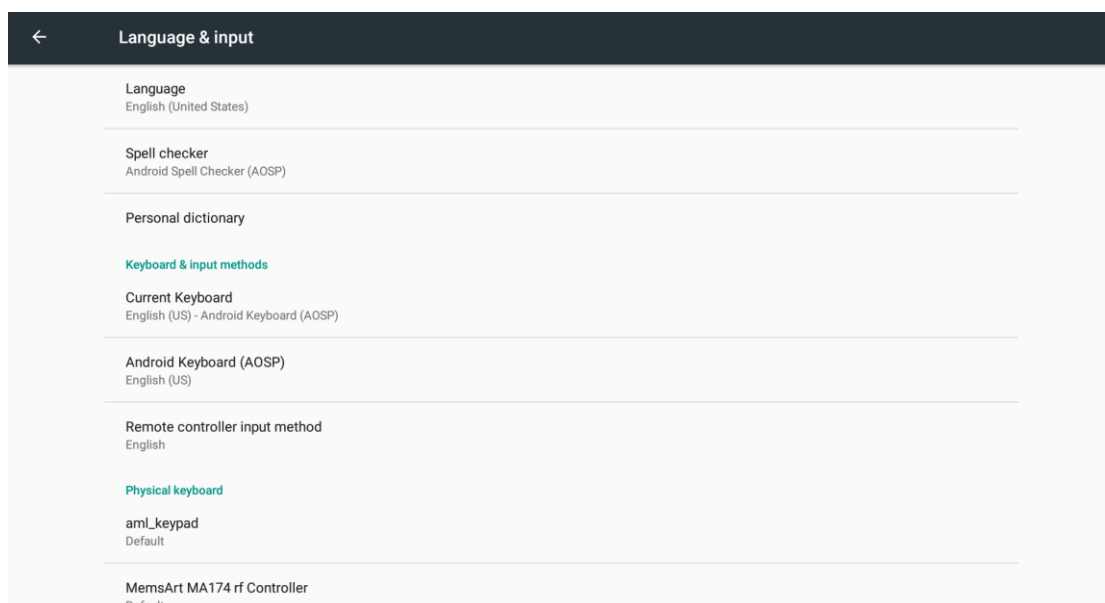 Language & input
Language
English (United States)
Spell checker
Android Spell Checker (AOSP)
Personal dictionary
Keyboard & input methods
Current Keyboard
English (US) - Android Keyboard (AOSP)
Android Keyboard (AOSP)
English (US)
Remote controller input method
English
Physical keyboard
aml_keypad
Default
MemsArt MA174 rf Controller